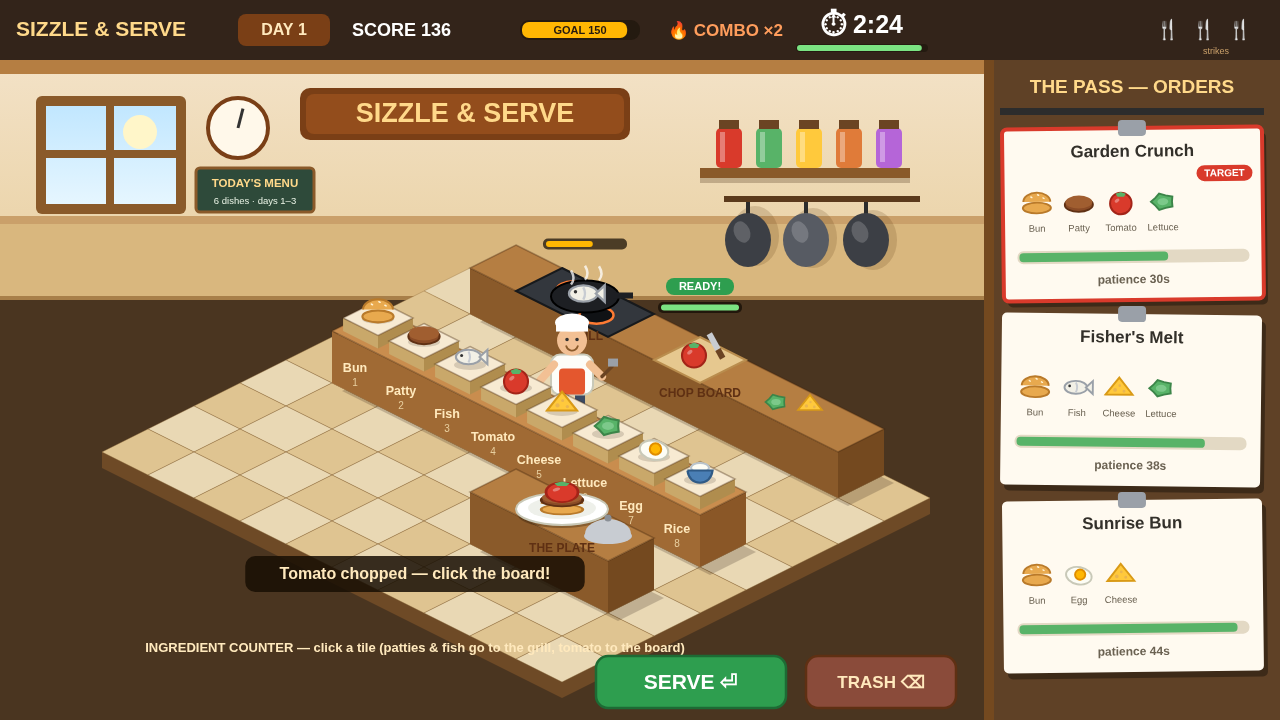 SIZZLE & SERVE
DAY 1
SCORE 136
GOAL 150
COMBO ×2
2:24
strikes
SIZZLE & SERVE
TODAY'S MENU
6 dishes · days 1–3
READY!
CHOP BOARD
Bun
1
Patty
2
Fish
3
Tomato
4
Cheese
5
Lettuce
Egg
7
Rice
8
THE PLATE
Tomato chopped — click the board!
INGREDIENT COUNTER — click a tile (patties & fish go to the grill, tomato to the board)
SERVE ⏎
TRASH ⌫
THE PASS — ORDERS
Garden Crunch
TARGET
Bun Patty Tomato Lettuce
patience 30s
Fisher's Melt
Bun Fish Cheese Lettuce
patience 38s
Sunrise Bun
Bun Egg Cheese
patience 44s